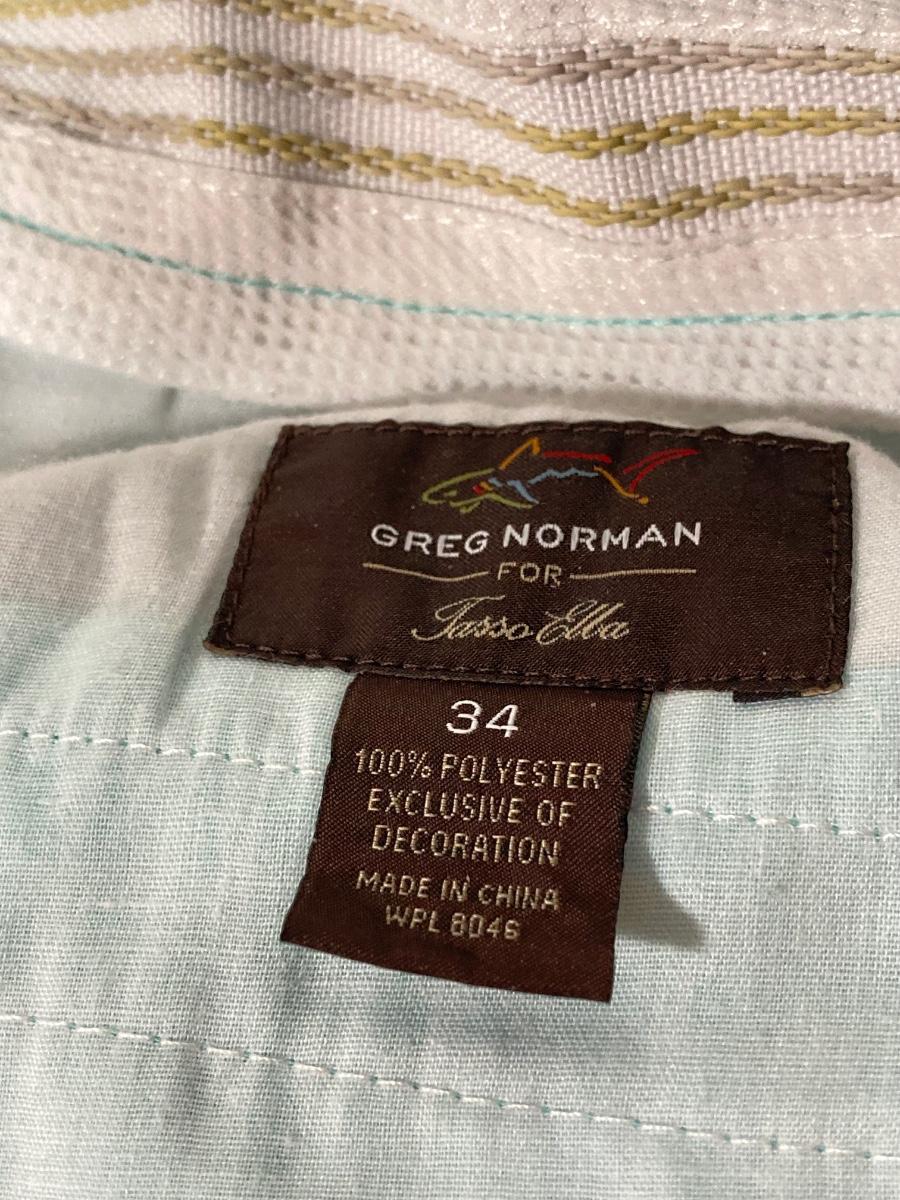 GREG NORMAN
FOR
Tasso Elba
34
100% POLYESTER
EXCLUSIVE OF
DECORATION
MADE IN CHINA
WPL 8046